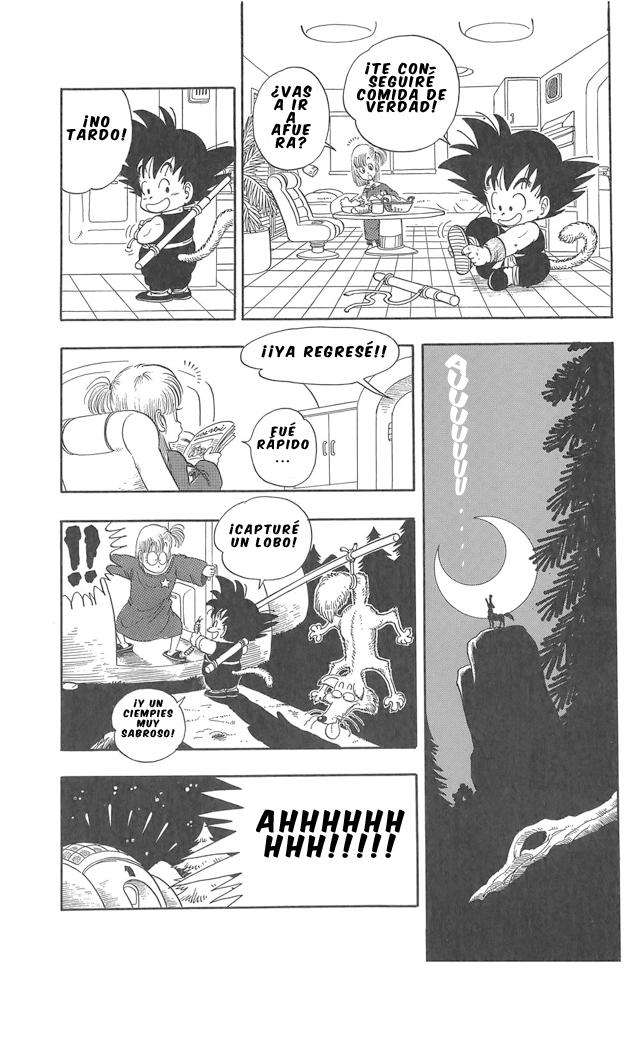 ¡TE CON-
SEGUIRÉ
COMIDA DE
VERDAD!
¿VAS
A IR
A
AFUE
RA?
¡NO
TARDO!
AUUUUUUU....
¡¡YA REGRESÉ!!
FUÉ
RÁPIDO
...
¡CAPTURÉ
UN LOBO!
!!
¡Y UN
CIEMPIES
MUY
SABROSO!
AHHHHHH
HHH!!!!!